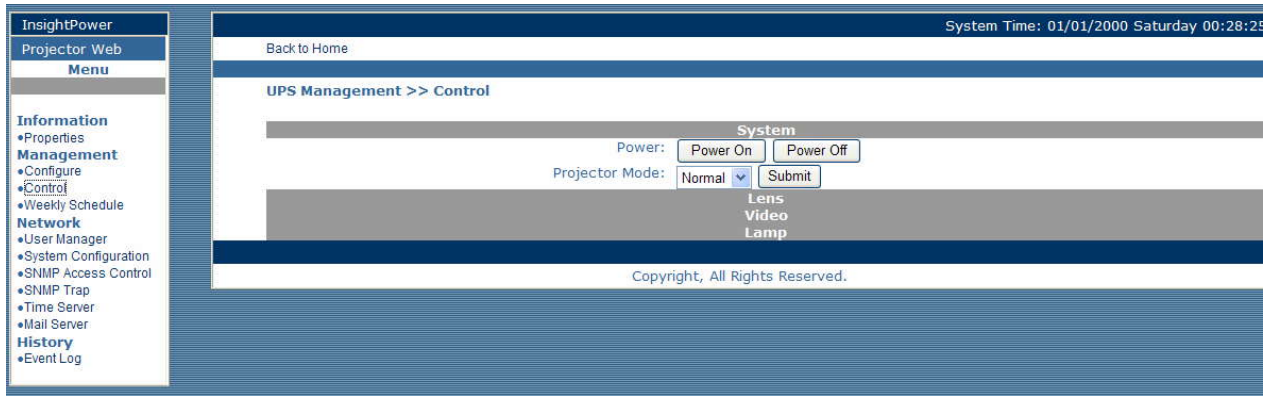 InsightPower
Projector Web
Menu
Information
•Properties
Management
•Configure
•Control
•Weekly Schedule
Network
•User Manager
•System Configuration
•SNMP Access Control
•SNMP Trap
•Time Server
•Mail Server
History
•Event Log
System Time: 01/01/2000 Saturday 00:28:25
Back to Home
UPS Management >> Control
System
Power: Power On Power Off
Projector Mode: Normal Submit
Lens
Video
Lamp
Copyright, All Rights Reserved.